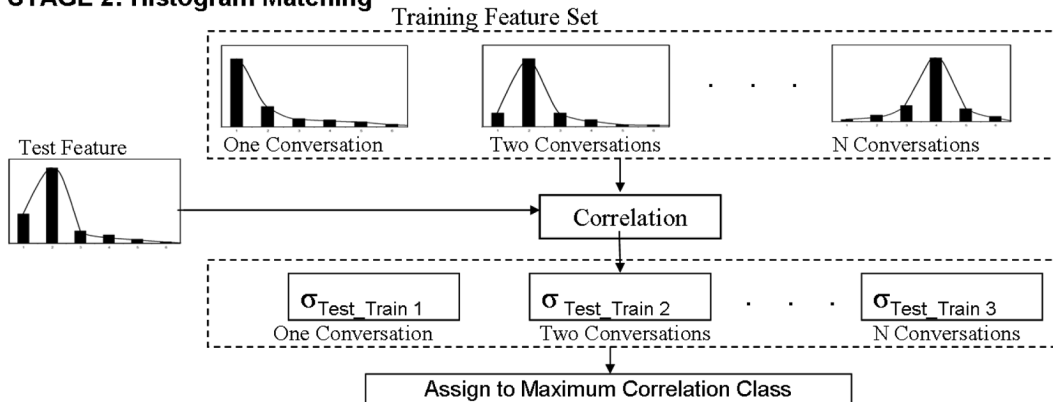 STAGE 2: Histogram Matching
Training Feature Set
One Conversation
Two Conversations
. . .
N Conversations
Test Feature
Correlation
σTest_Train 1
σ Test_Train 2
. . .
σTest_Train 3
One Conversation
Two Conversations
N Conversations
Assign to Maximum Correlation Class